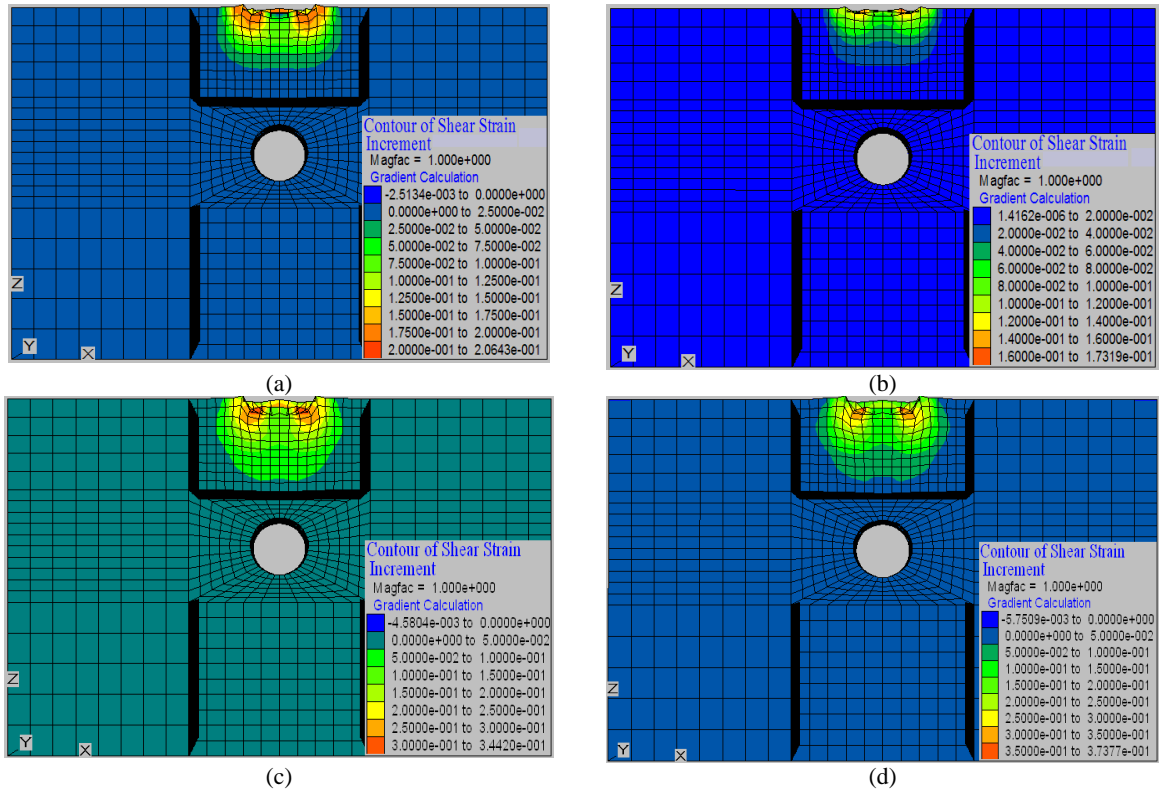 Contour of Shear Strain
Increment
Magfac = 1.000e+000
Gradient Calculation
-2.5134e-003 to 0.0000e+000
0.0000e+000 to 2.5000e-002
2.5000e-002 to 5.0000e-002
5.0000e-002 to 7.5000e-002
7.5000e-002 to 1.0000e-001
1.0000e-001 to 1.2500e-001
1.2500e-001 to 1.5000e-001
1.5000e-001 to 1.7500e-001
1.7500e-001 to 2.0000e-001
2.0000e-001 to 2.0643e-001
Z
Y
X
(a)
Contour of Shear Strain
Increment
Magfac = 1.000e+000
Gradient Calculation
1.4162e-006 to 2.0000e-002
2.0000e-002 to 4.0000e-002
4.0000e-002 to 6.0000e-002
6.0000e-002 to 8.0000e-002
8.0000e-002 to 1.0000e-001
1.0000e-001 to 1.2000e-001
1.2000e-001 to 1.4000e-001
1.4000e-001 to 1.6000e-001
1.6000e-001 to 1.7319e-001
Z
Y
X
(b)
Contour of Shear Strain
Increment
Magfac = 1.000e+000
Gradient Calculation
-4.5804e-003 to 0.0000e+000
0.0000e+000 to 5.0000e-002
5.0000e-002 to 1.0000e-001
1.0000e-001 to 1.5000e-001
1.5000e-001 to 2.0000e-001
2.0000e-001 to 2.5000e-001
2.5000e-001 to 3.0000e-001
3.0000e-001 to 3.4420e-001
Z
Y
X
(c)
Contour of Shear Strain
Increment
Magfac = 1.000e+000
Gradient Calculation
-5.7509e-003 to 0.0000e+000
0.0000e+000 to 5.0000e-002
5.0000e-002 to 1.0000e-001
1.0000e-001 to 1.5000e-001
1.5000e-001 to 2.0000e-001
2.0000e-001 to 2.5000e-001
2.5000e-001 to 3.0000e-001
3.0000e-001 to 3.5000e-001
3.5000e-001 to 3.7377e-001
Z
Y
X
(d)